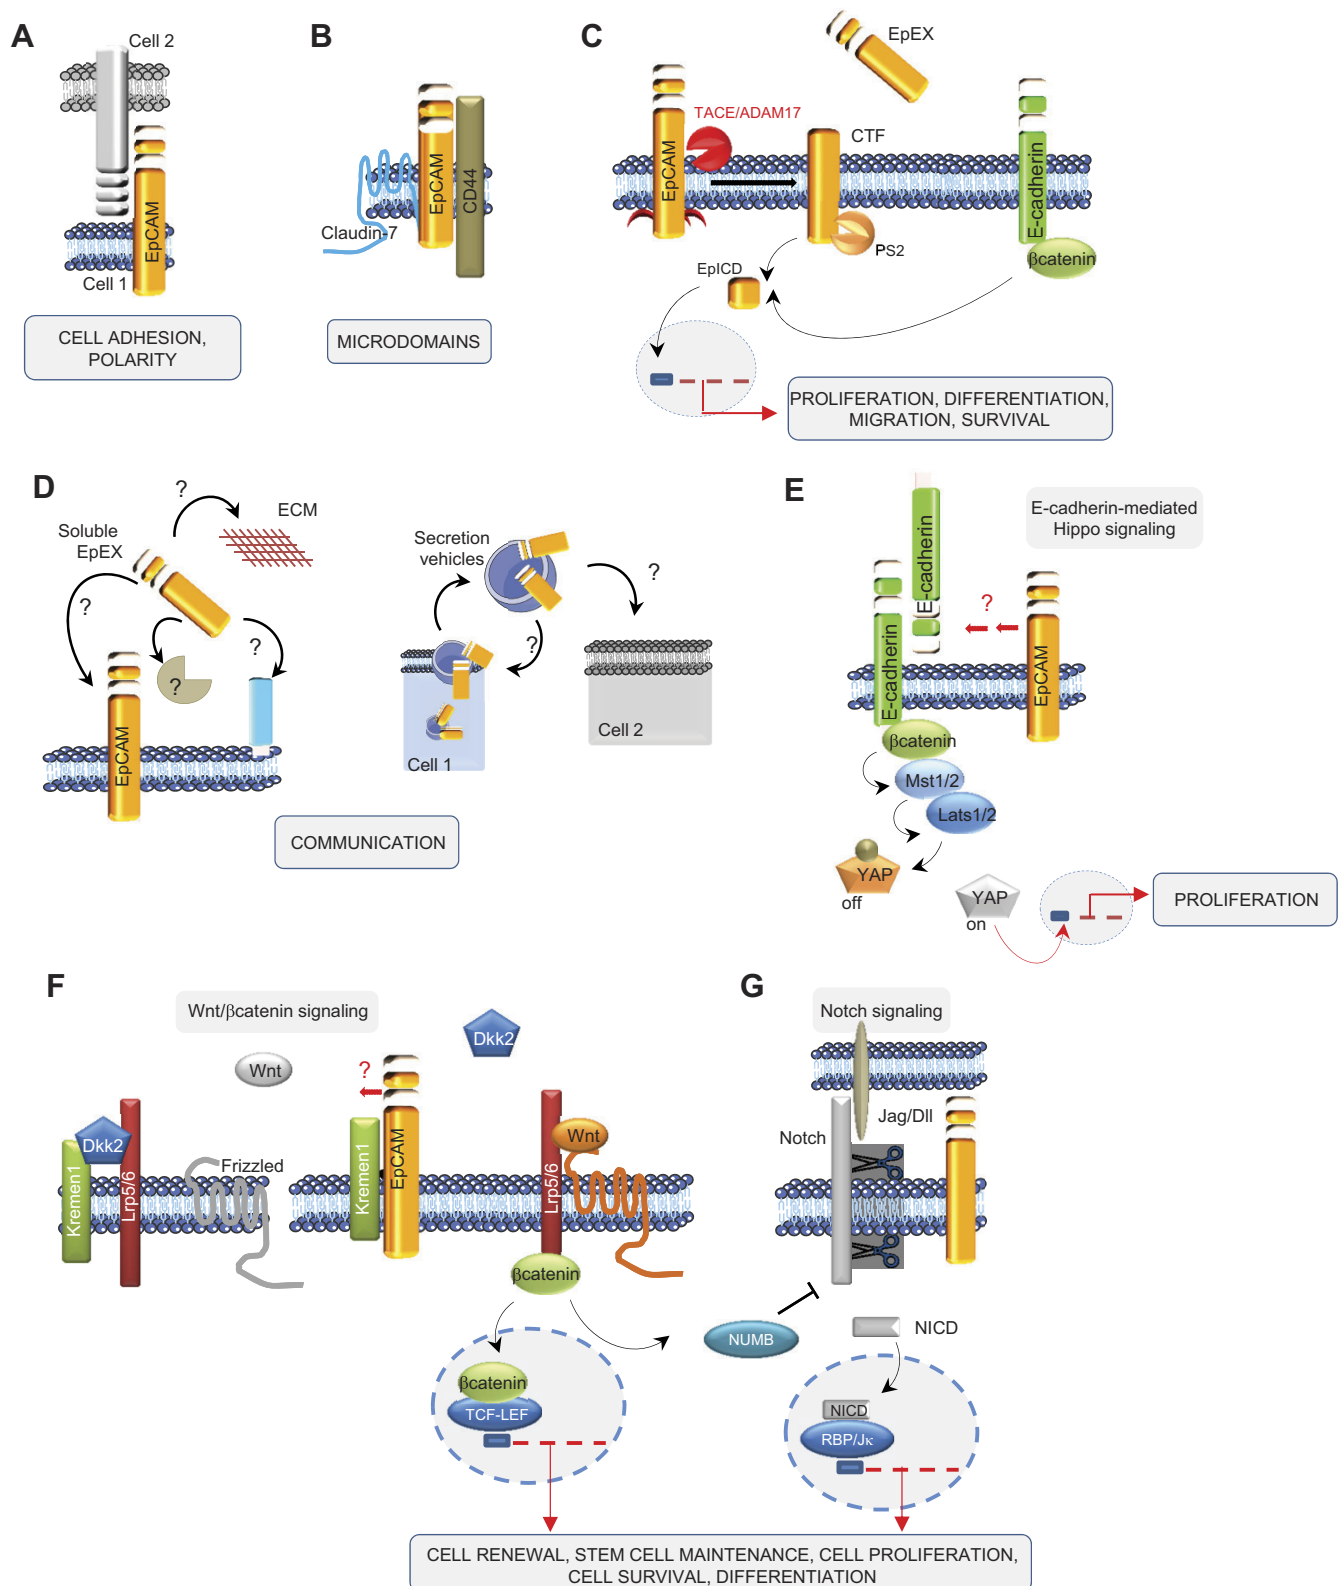 A
Cell 2
EpCAM
Cell 1
CELL ADHESION,
POLARITY
B
EpCAM
CD44
Claudin-7
MICRODOMAINS
C
EpEX
TACE/ADAM17
EpCAM
CTF
E-cadherin
PS2
βcatenin
EpICD
PROLIFERATION, DIFFERENTIATION,
MIGRATION, SURVIVAL
D
?
ECM
Soluble
EpEX
?
?
?
EpCAM
Secretion
vehicles
?
?
Cell 1
Cell 2
COMMUNICATION
E
E-cadherin-mediated
Hippo signaling
E-cadherin
E-cadherin
?
EpCAM
βcatenin
Mst1/2
Lats1/2
YAP
off
YAP
on
PROLIFERATION
F
Wnt/βcatenin signaling
Dkk2
Wnt
?
Dkk2
Kremen1
Lrp5/6
Frizzled
Kremen1
EpCAM
Lrp5/6
Wnt
βcatenin
βcatenin
TCF-LEF
G
Notch signaling
Jag/Dll
Notch
NUMB
NICD
NICD
RBP/Jκ
CELL RENEWAL, STEM CELL MAINTENANCE, CELL PROLIFERATION,
CELL SURVIVAL, DIFFERENTIATION